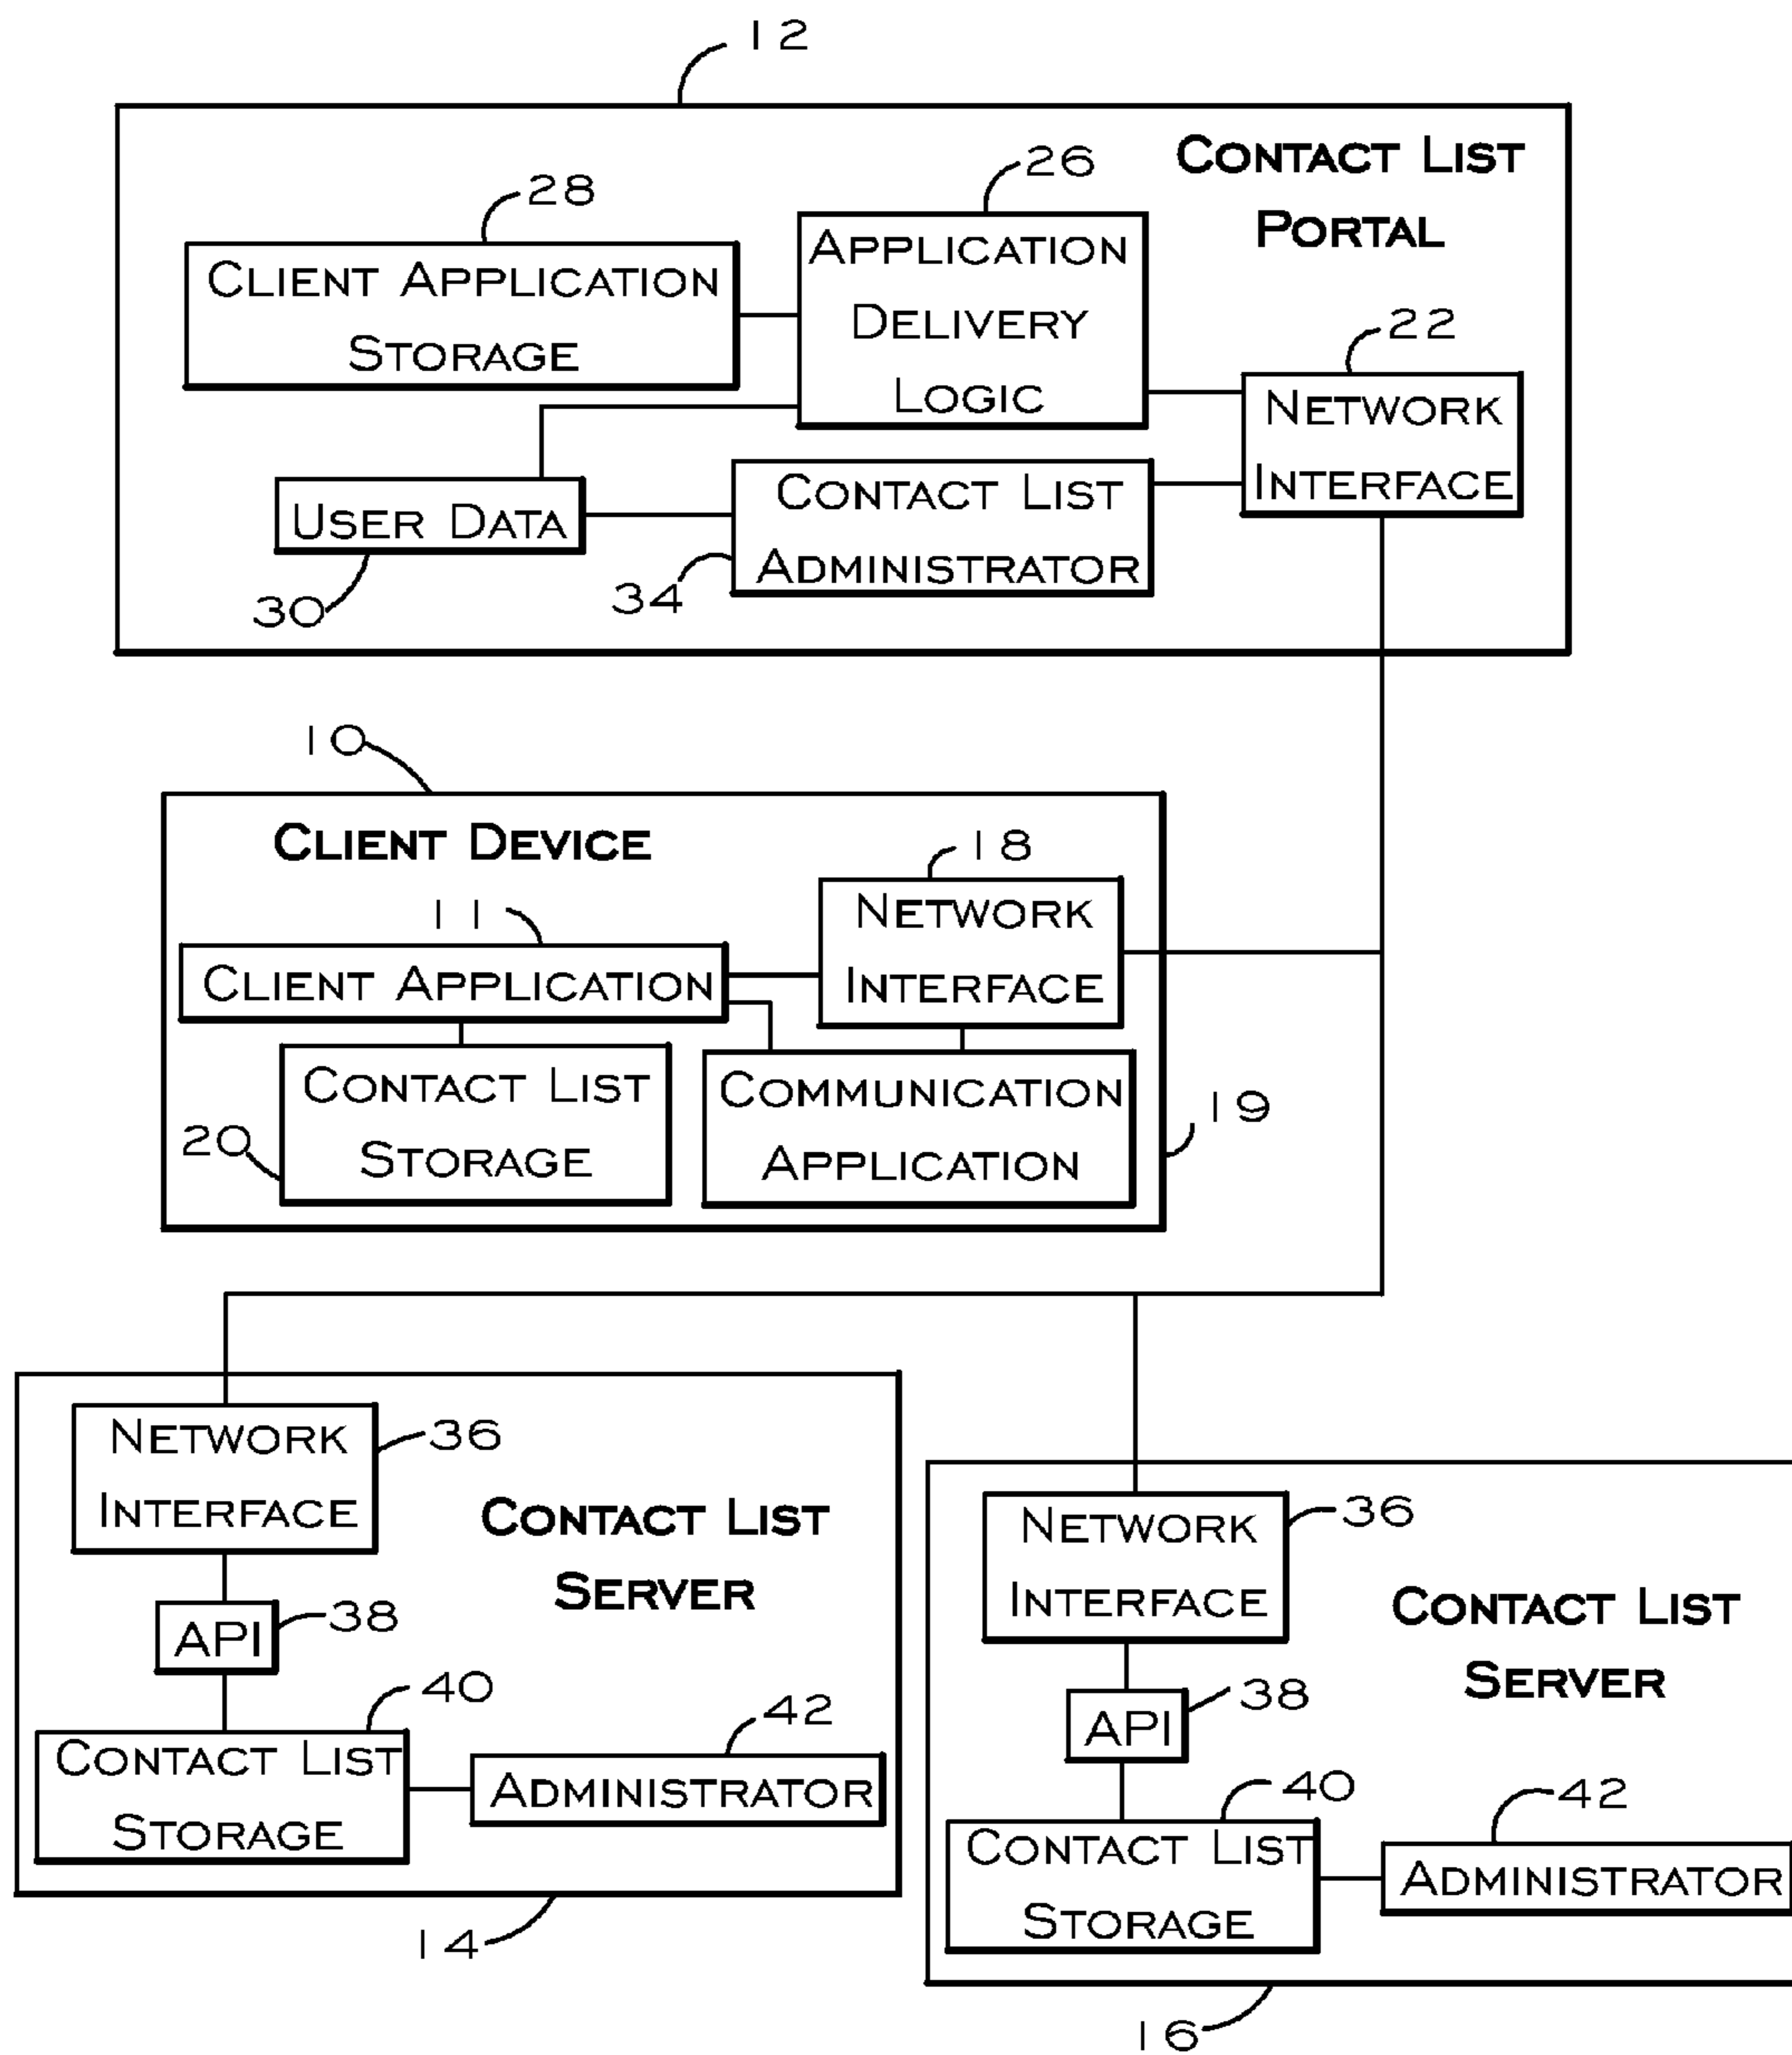 12
CONTACT LIST
PORTAL
26
28
APPLICATION
DELIVERY
LOGIC
CLIENT APPLICATION
STORAGE
22
NETWORK
INTERFACE
CONTACT LIST
ADMINISTRATOR
USER DATA
34
30
10
CLIENT DEVICE
18
NETWORK
INTERFACE
11
CLIENT APPLICATION
CONTACT LIST
STORAGE
COMMUNICATION
APPLICATION
19
20
NETWORK
INTERFACE
36
CONTACT LIST
SERVER
API
38
40
CONTACT LIST
STORAGE
42
ADMINISTRATOR
14
NETWORK
INTERFACE
36
CONTACT LIST
SERVER
API
38
40
CONTACT LIST
STORAGE
42
ADMINISTRATOR
16